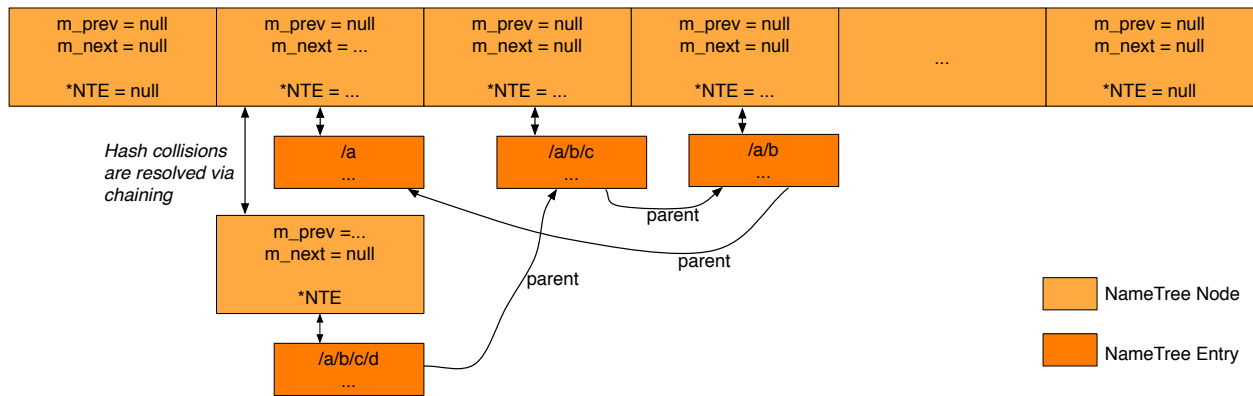 m_prev = null
m_next = null
*NTE = null
m_prev = null
m_next = ...
*NTE = ...
m_prev = null
m_next = null
*NTE = ...
m_prev = null
m_next = null
*NTE = ...
...
m_prev = null
m_next = null
*NTE = null
Hash collisions
are resolved via
chaining
/a
...
/a/b/c
...
/a/b
...
parent
parent
parent
m_prev =...
m_next = null
*NTE
/a/b/c/d
...
NameTree Node
NameTree Entry